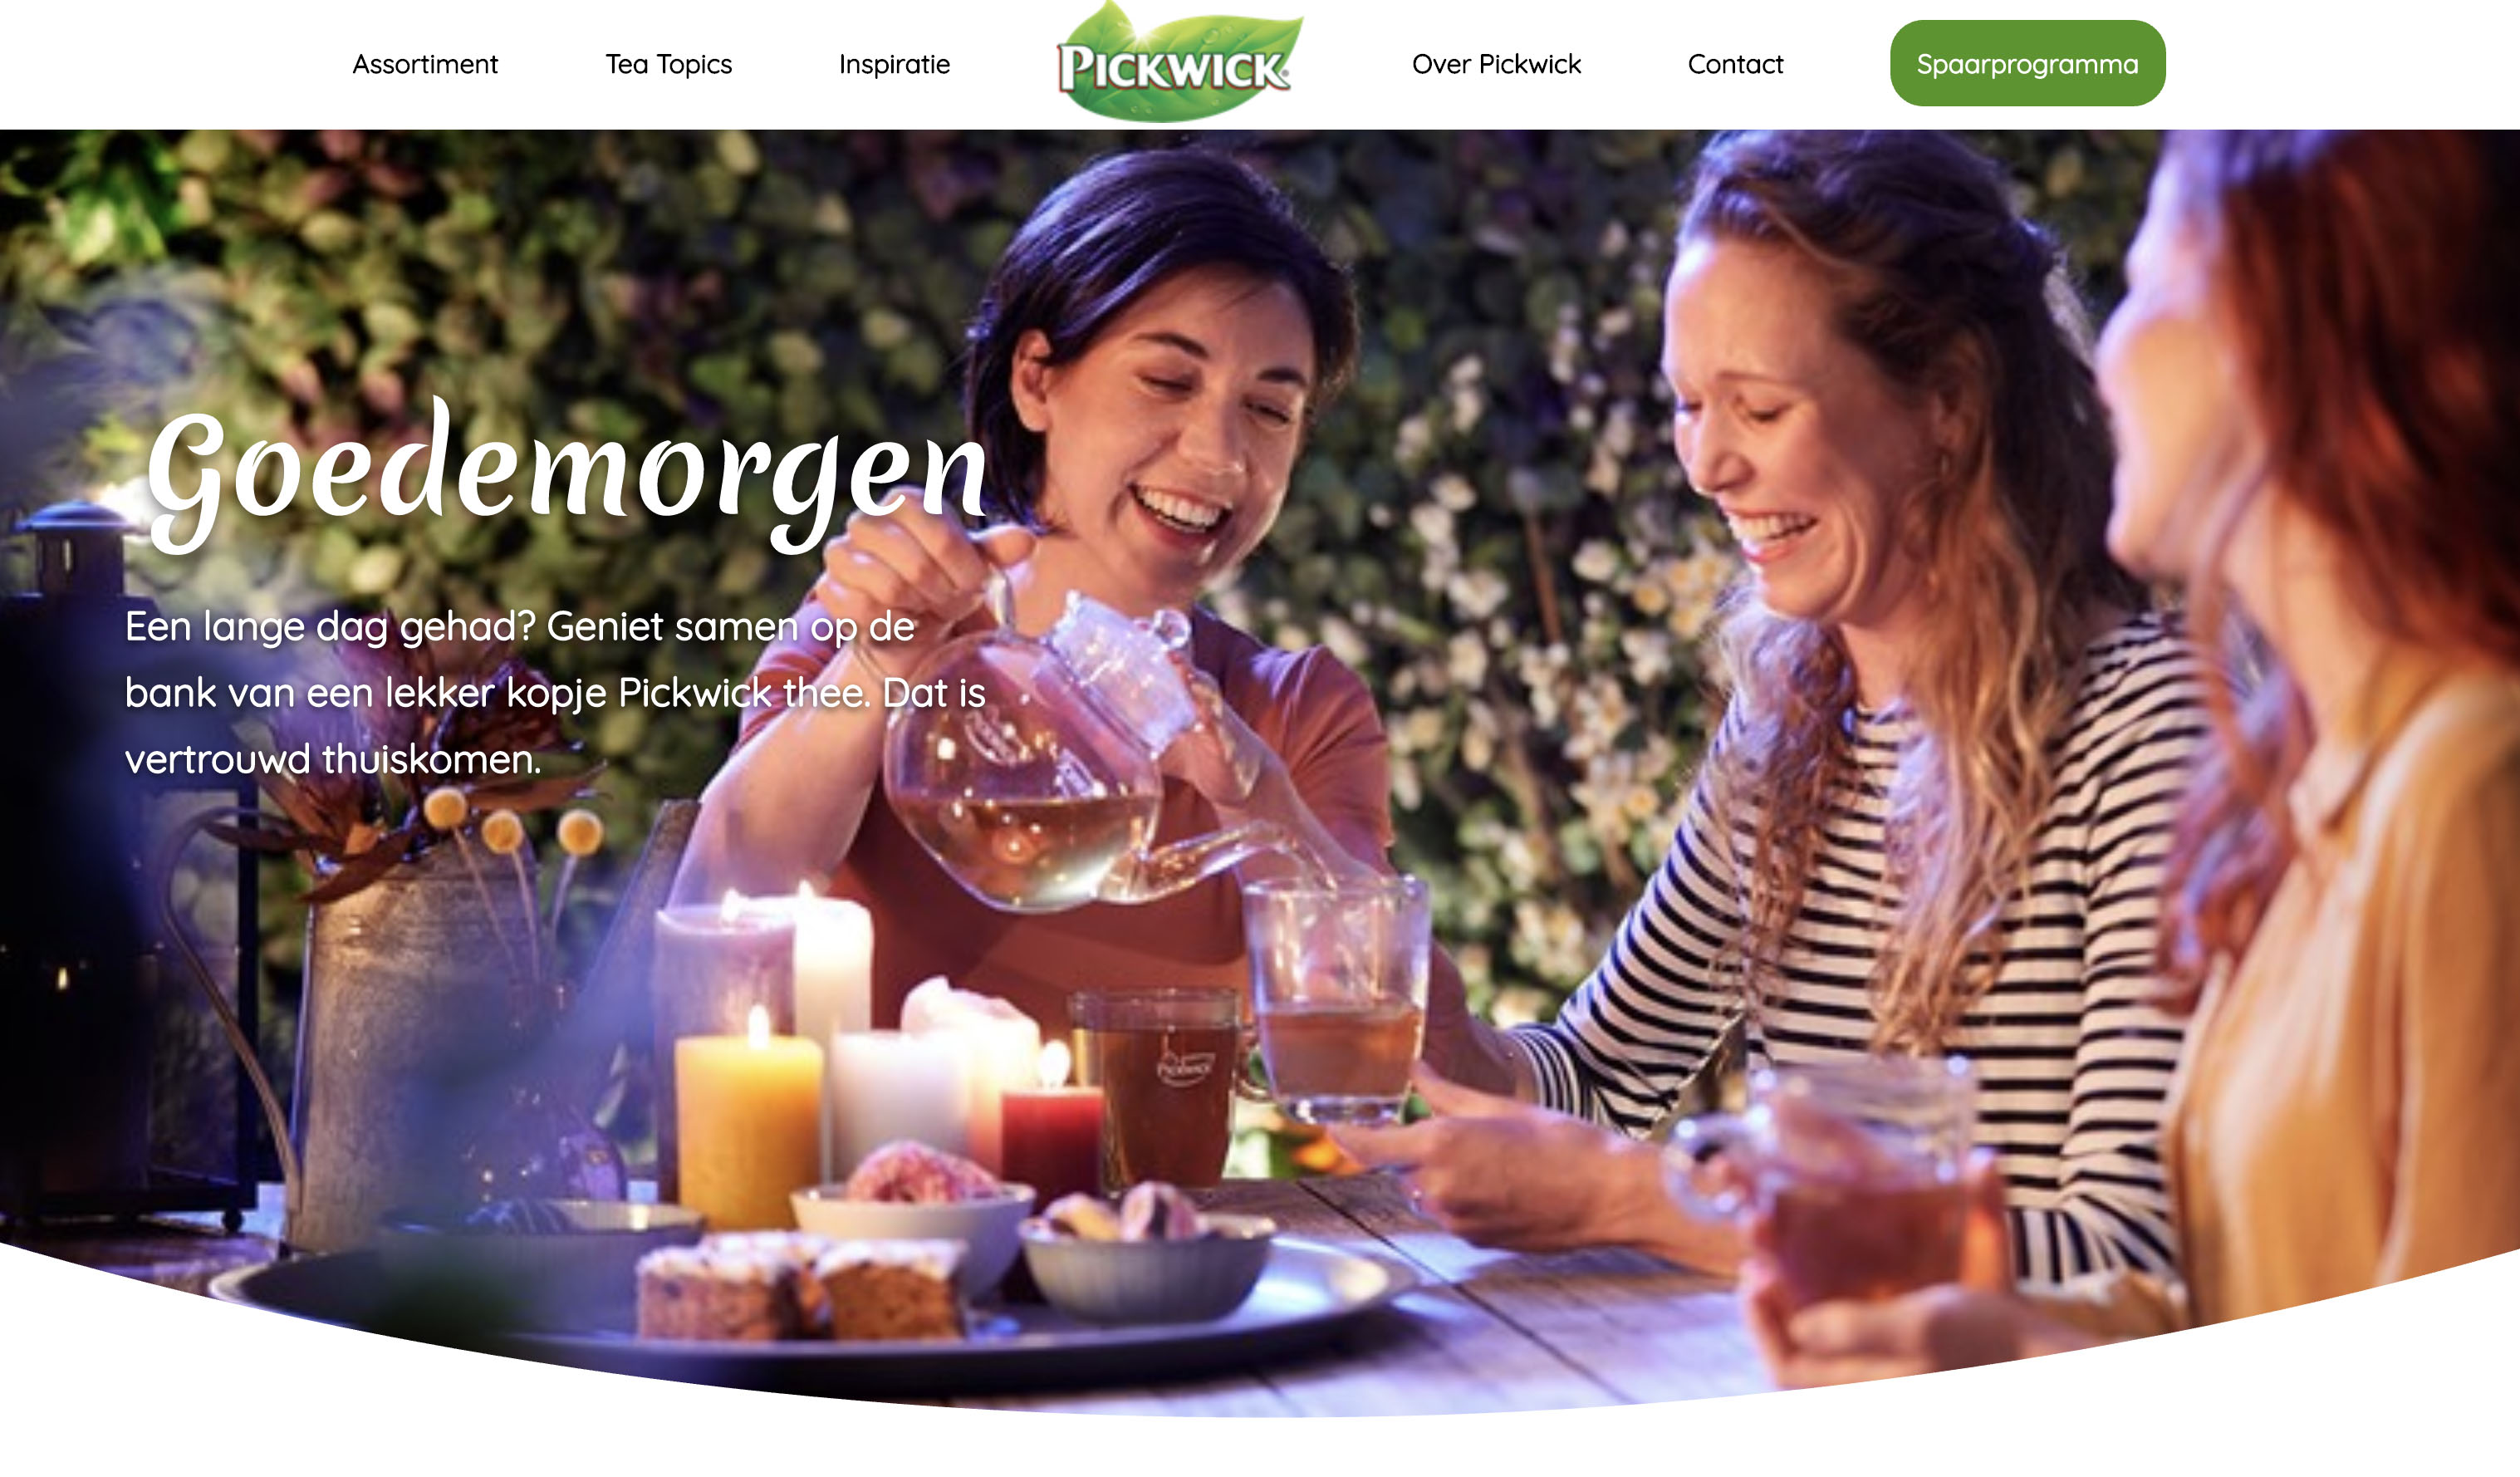 Assortiment
Tea Topics
Inspiratie
PICKWICK
Over Pickwick
Contact
Spaarprogramma
Goedemorgen
Een lange dag gehad? Geniet samen op de
bank van een lekker kopje Pickwick thee. Dat is
vertrouwd thuiskomen.
PICKWICK